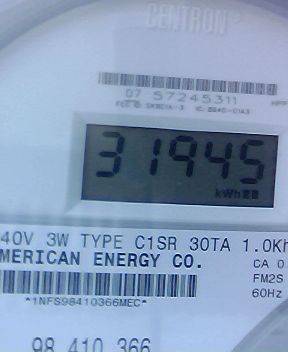 CENTRON®
07 57245311
31945
kWh
40V 3W TYPE C1SR 30TA 1.0Kh
MERICAN ENERGY CO.
CA 0.
FM2S
60Hz
*1NFS98410366MEC*
98 410 366